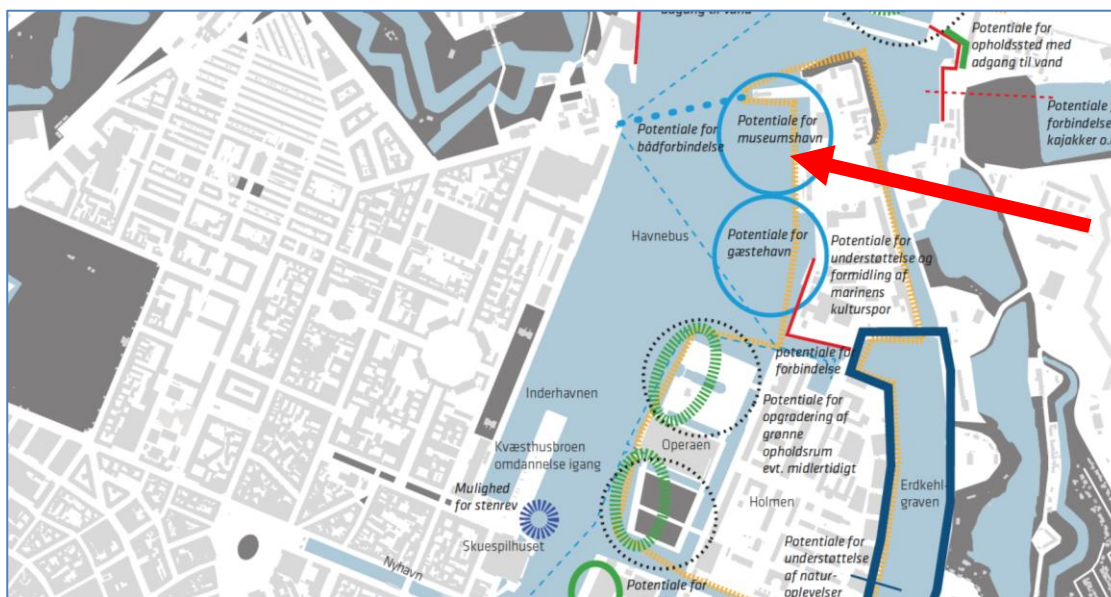 adgang til vand
Potentiale for
opholdssted med
adgang til vand
Potentiale
forbindelse
kajakker o.
Potentiale for
bådforbindelse
Potentiale for
museumshavn
Havnebus
Potentiale for
gæstehavn
Potentiale for
understøttelse og
formidling af
marinens
kulturspor
potentiale for
forbindelse
Inderhavnen
Potentiale for
opgradering af
grønne
opholdsrum
evt. midlertidigt
Kvæsthusbroen
omdannelse igang
Operaen
Mulighed
for stenrev
Holmen
Erdkehl-
graven
Skuespilhuset
Nyhavn
Potentiale for
understøttelse
af natur-
oplevelser
Potentiale for